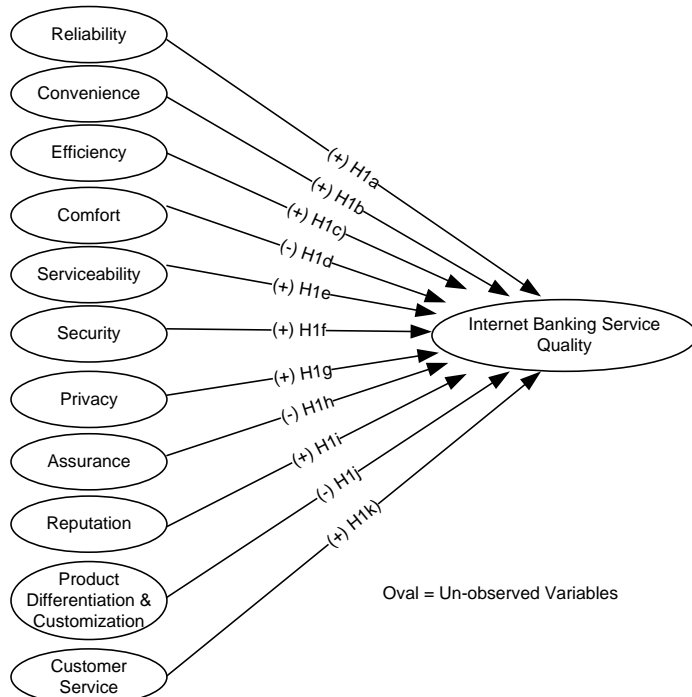 Reliability
Convenience
Efficiency
Comfort
Serviceability
Security
Privacy
Assurance
Reputation
Product
Differentiation &
Customization
Customer
Service
(+) H1a
(+) H1b
(+) H1c)
(-) H1d
(+) H1e
(+) H1f
(+) H1g
(-) H1h
(+) H1i
(-) H1j
(+) H1k)
Internet Banking Service
Quality
Oval = Un-observed Variables